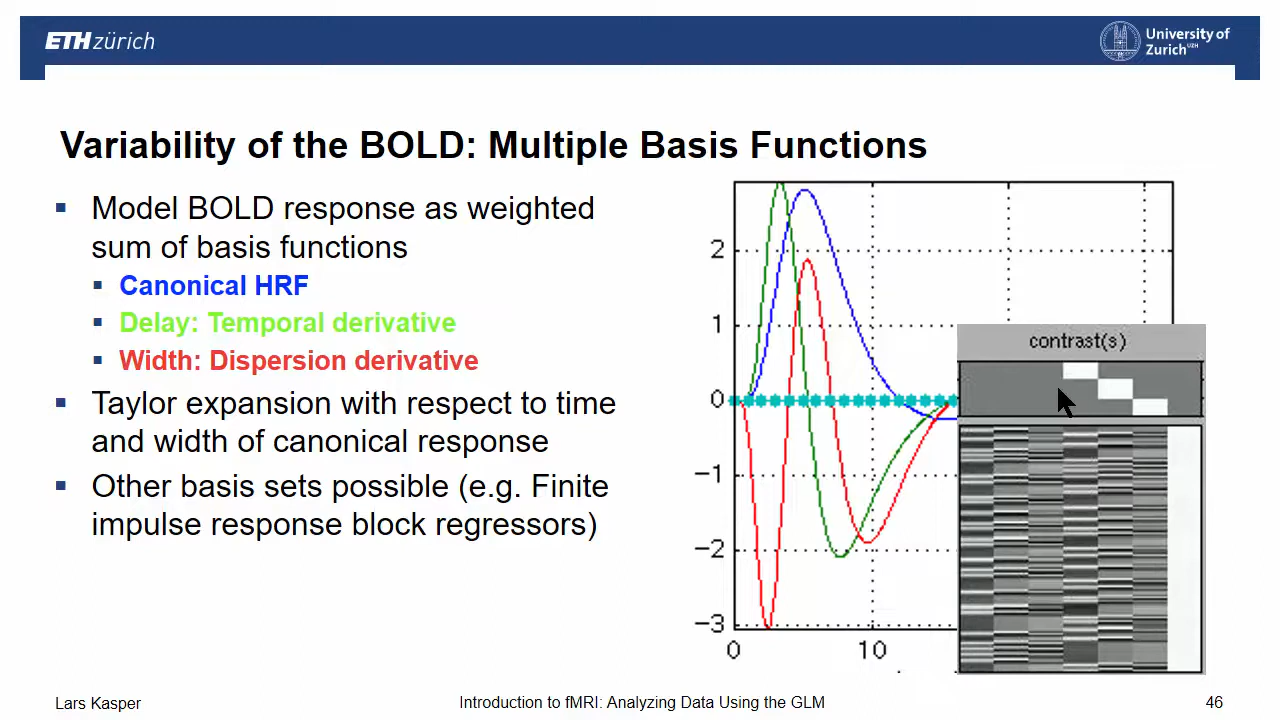 ETH zürich
University of
Zurich UZH
Variability of the BOLD: Multiple Basis Functions
▪ Model BOLD response as weighted
sum of basis functions
▪ Canonical HRF
▪ Delay: Temporal derivative
▪ Width: Dispersion derivative
▪ Taylor expansion with respect to time
and width of canonical response
▪ Other basis sets possible (e.g. Finite
impulse response block regressors)
2
1
0
−1
−2
−3
0 10
contrast(s)
Lars Kasper
Introduction to fMRI: Analyzing Data Using the GLM
46